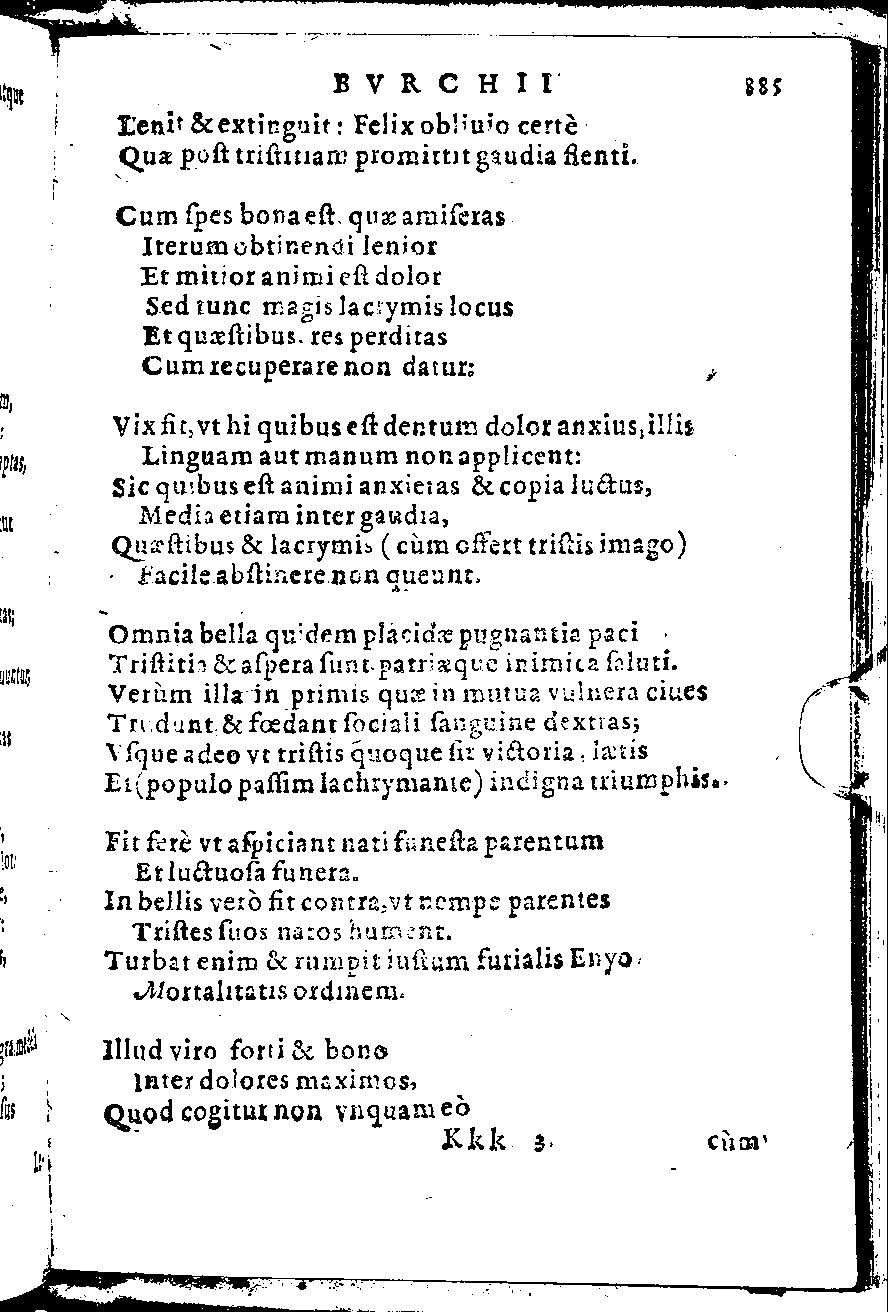 BVRCHII 885
Lenit & extinguit: Felix obliuio certè
Quæ poſt triſtitiam promittit gaudia flenti.
Cum ſpes bona eſt, quæ amiſeras
Iterum obtinendi lenior
Et mitior animi eſt dolor
Sed tunc magis lacrymis locus
Et quæſtibus, res perditas
Cum recuperare non datur:
Vix fit, vt hi quibus eſt dentum dolor anxius, illis
Linguam aut manum non applicent:
Sic quibus eſt animi anxietas & copia luctus,
Media etiam inter gaudia,
Quæſtibus & lacrymis (cùm offert triſtis imago)
Facile abſtinere non queunt.
Omnia bella quidem placidæ pugnantia paci
Triſtitia & aſpera ſunt patriæque inimica ſaluti.
Verùm illa in primis quæ in mutua vulnera ciues
Trudunt & fœdant ſociali ſanguine dextras;
Vſque adeo vt triſtis quoque ſit victoria, lætis
Et (populo paſſim lachrymante) indigna triumphis.
Fit ferè vt aſpiciant nati funeſta parentum
Et luctuoſa funera.
In bellis verò fit contra, vt nempe parentes
Triſtes ſuos natos hument.
Turbat enim & rumpit iuſtum furialis Enyo
Mortalitatis ordinem.
Illud viro forti & bono
Inter dolores maximos,
Quod cogitur non vnquam eò
Kkk 3. cùm